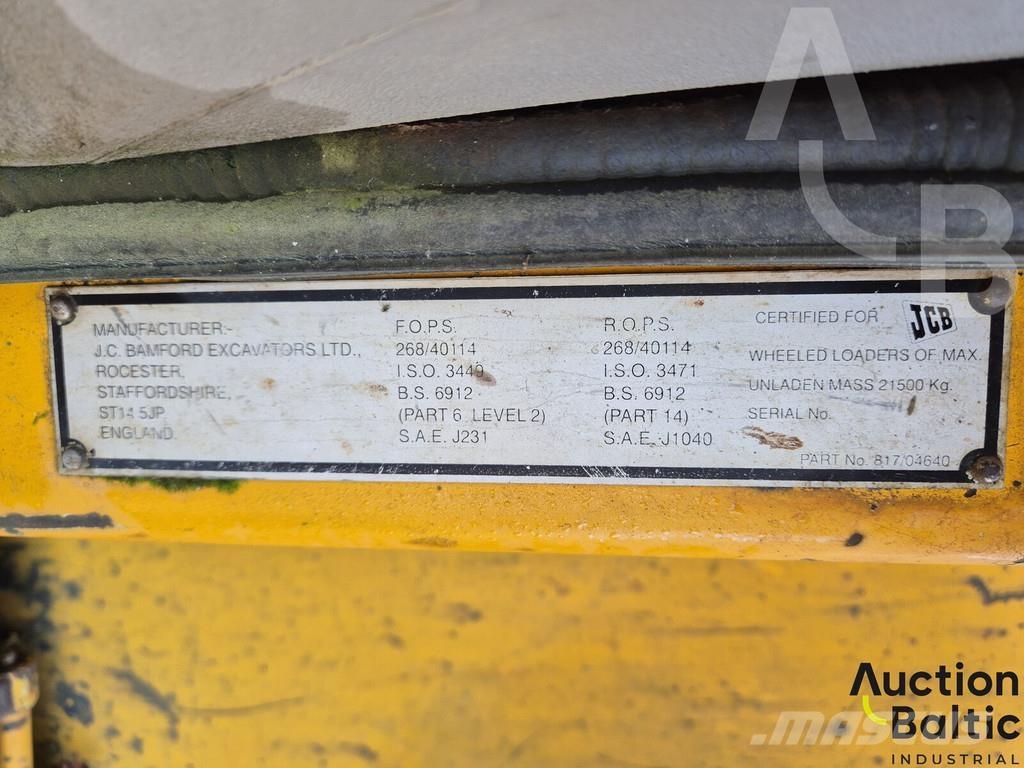 MANUFACTURER:-
J.C. BAMFORD EXCAVATORS LTD.,
ROCESTER,
STAFFORDSHIRE,
ST14 5JP
ENGLAND.
F.O.P.S.
268/40114
I.S.O. 3449
B.S. 6912
(PART 6 LEVEL 2)
S.A.E. J231
R.O.P.S.
268/40114
I.S.O. 3471
B.S. 6912
(PART 14)
S.A.E. J1040
CERTIFIED FOR
JCB
WHEELED LOADERS OF MAX.
UNLADEN MASS 21500 Kg.
SERIAL No.
PART No. 817/04640
AB
Auction
Baltic
INDUSTRIAL